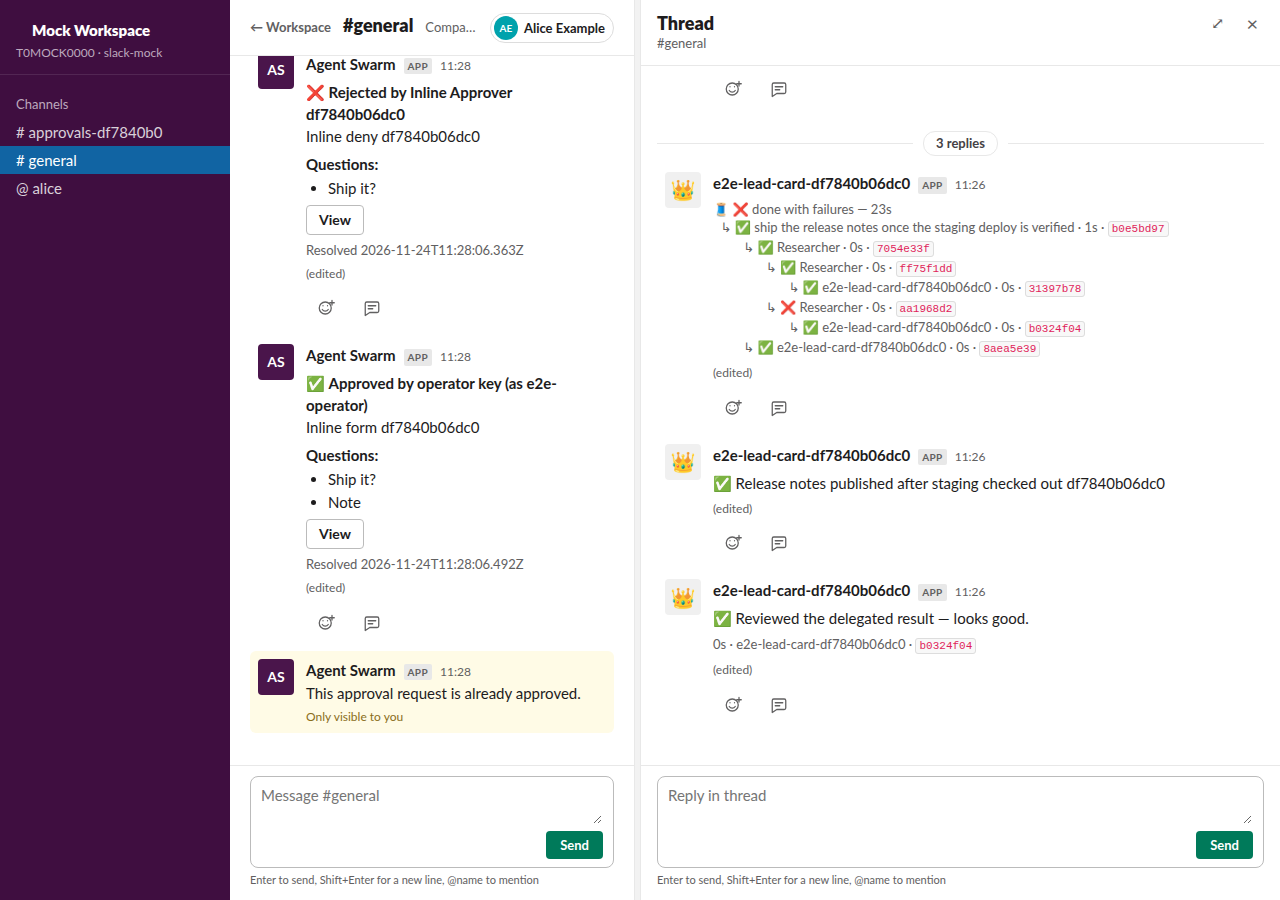 Mock Workspace
T0MOCK0000 · slack-mock
Channels
# approvals-df7840b0
# general
@ alice
← Workspace #general Compa... AE Alice Example
AS Agent Swarm APP 11:28
❌ Rejected by Inline Approver
df7840b06dc0
Inline deny df7840b06dc0
Questions:
• Ship it?
View
Resolved 2026-11-24T11:28:06.363Z
(edited)
AS Agent Swarm APP 11:28
✅ Approved by operator key (as e2e-
operator)
Inline form df7840b06dc0
Questions:
• Ship it?
• Note
View
Resolved 2026-11-24T11:28:06.492Z
(edited)
AS Agent Swarm APP 11:28
This approval request is already approved.
Only visible to you
Message #general
Send
Enter to send, Shift+Enter for a new line, @name to mention
Thread
#general
3 replies
e2e-lead-card-df7840b06dc0 APP 11:26
🧵 ❌ done with failures — 23s
↳ ✅ ship the release notes once the staging deploy is verified · 1s · b0e5bd97
↳ ✅ Researcher · 0s · 7054e33f
↳ ✅ Researcher · 0s · ff75f1dd
↳ ✅ e2e-lead-card-df7840b06dc0 · 0s · 31397b78
↳ ❌ Researcher · 0s · aa1968d2
↳ ✅ e2e-lead-card-df7840b06dc0 · 0s · b0324f04
↳ ✅ e2e-lead-card-df7840b06dc0 · 0s · 8aea5e39
(edited)
e2e-lead-card-df7840b06dc0 APP 11:26
✅ Release notes published after staging checked out df7840b06dc0
(edited)
e2e-lead-card-df7840b06dc0 APP 11:26
✅ Reviewed the delegated result — looks good.
0s · e2e-lead-card-df7840b06dc0 · b0324f04
(edited)
Reply in thread
Send
Enter to send, Shift+Enter for a new line, @name to mention